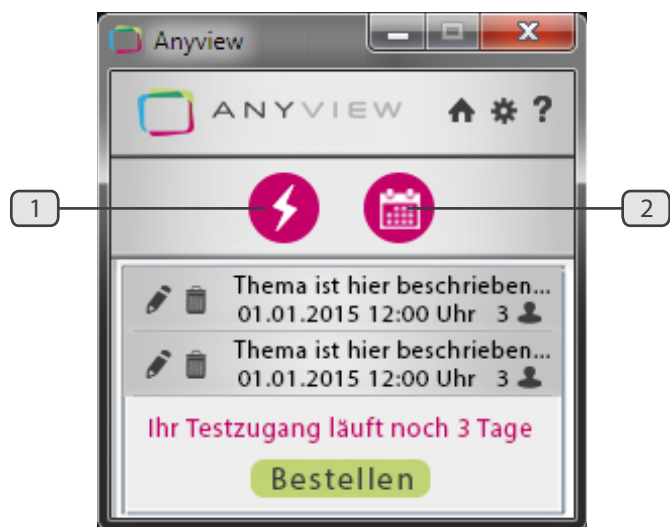 Anyview
ANYVIEW ?
1
2
Thema ist hier beschrieben...
01.01.2015 12:00 Uhr 3
Thema ist hier beschrieben...
01.01.2015 12:00 Uhr 3
Ihr Testzugang läuft noch 3 Tage
Bestellen